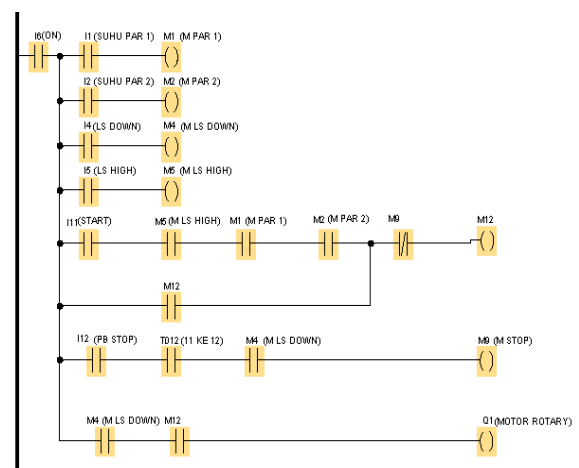 I6(ON) I1(SUHU PAR 1) M1 (M PAR 1)
I2 (SUHU PAR 2) M2 (M PAR 2)
I4(LS DOWN) M4 (M LS DOWN)
I5 (LS HIGH) M5 (M LS HIGH)
I11(START) M5(M LS HIGH) M1 (M PAR 1) M2 (M PAR 2) M9 M12
M12
I12 (PB STOP) T012 (11 KE 12) M4 (M LS DOWN) M9 (M STOP)
M4 (M LS DOWN) M12 Q1(MOTOR ROTARY)